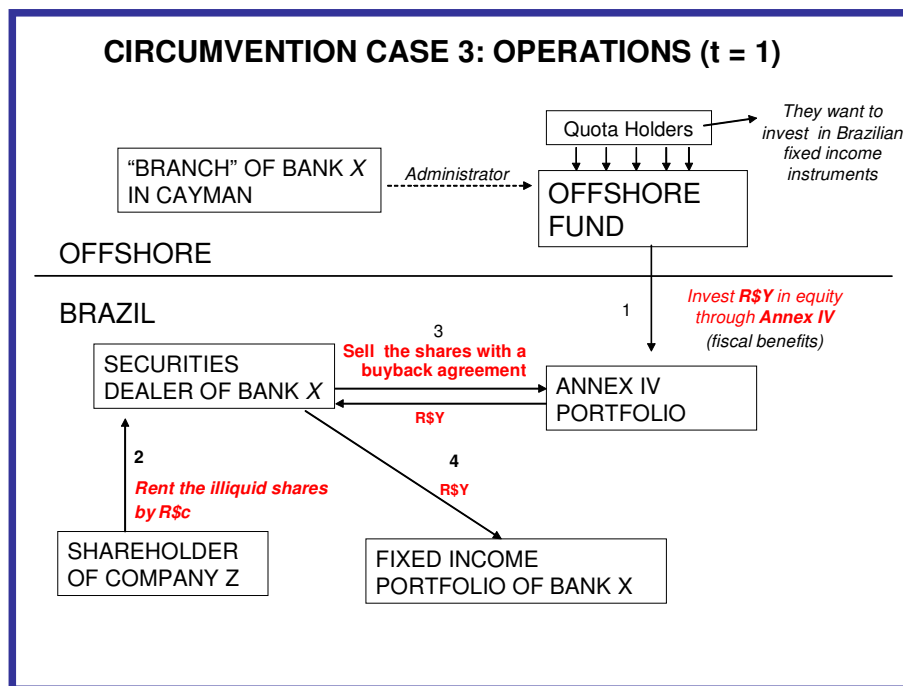 CIRCUMVENTION CASE 3: OPERATIONS (t = 1)
Quota Holders
They want to
invest in Brazilian
fixed income
instruments
"BRANCH" OF BANK X
IN CAYMAN
Administrator
OFFSHORE
FUND
OFFSHORE
BRAZIL
1
Invest R$Y in equity
through Annex IV
(fiscal benefits)
3
Sell the shares with a
buyback agreement
SECURITIES
DEALER OF BANK X
R$Y
ANNEX IV
PORTFOLIO
2
Rent the illiquid shares
by R$c
4
R$Y
SHAREHOLDER
OF COMPANY Z
FIXED INCOME
PORTFOLIO OF BANK X